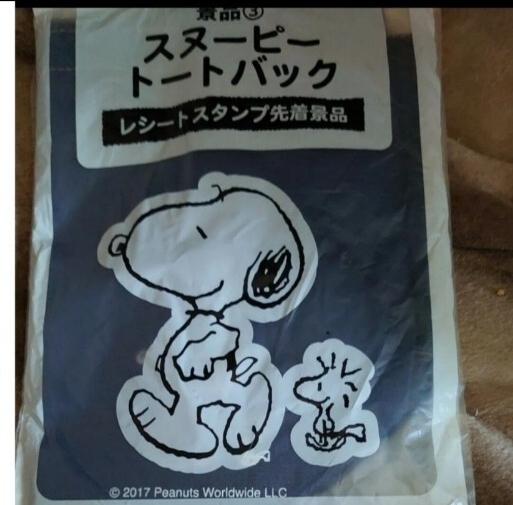 景品③
スヌーピー
トートバック
レシートスタンプ先着景品
© 2017 Peanuts Worldwide LLC